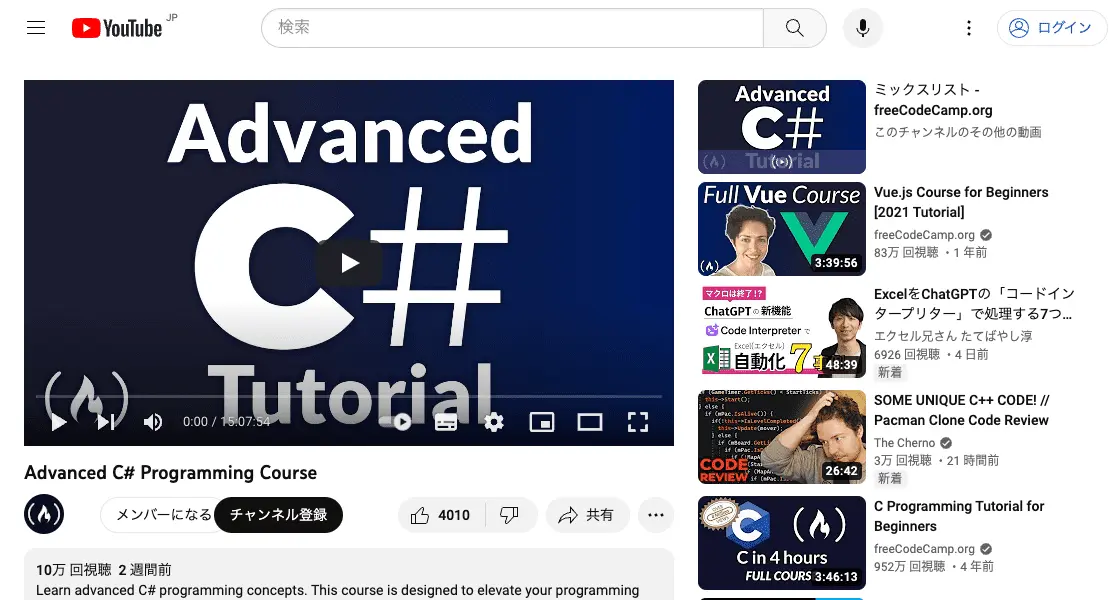 YouTube JP
検索
ログイン
Advanced
C#
Tutorial
0:00 / 15:07:54
Advanced C# Programming Course
メンバーになる
チャンネル登録
4010
共有
10万 回視聴 2 週間前
Learn advanced C# programming concepts. This course is designed to elevate your programming
Advanced
C#
Tutorial
ミックスリスト -
freeCodeCamp.org
このチャンネルのその他の動画
Full Vue Course
3:39:56
Vue.js Course for Beginners
[2021 Tutorial]
freeCodeCamp.org
83万 回視聴 ・1 年前
マクロは終了!?
ChatGPTの新機能
Code Interpreterで
Excel(エクセル)
自動化 7
48:39
ExcelをChatGPTの「コードイン
タープリター」で処理する7つ...
エクセル兄さん たてばやし淳
6926 回視聴 ・4 日前
新着
CODE
REVIEW
26:42
SOME UNIQUE C++ CODE! //
Pacman Clone Code Review
The Cherno
3万 回視聴 ・21 時間前
新着
C
C in 4 hours
FULL COURS
3:46:13
C Programming Tutorial for
Beginners
freeCodeCamp.org
952万 回視聴 ・4 年前